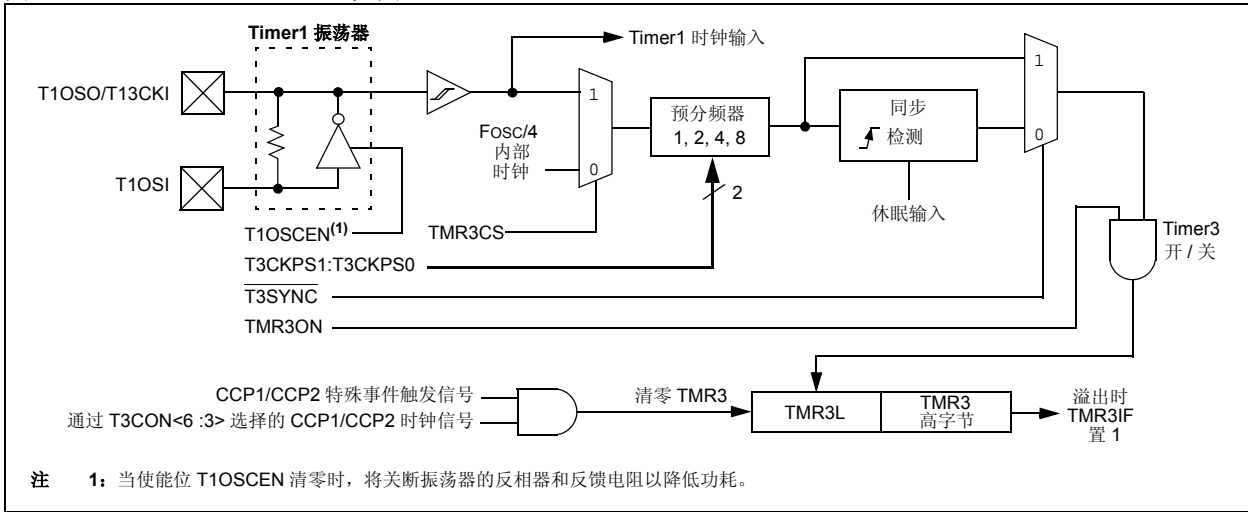 Timer1 振荡器
Timer1 时钟输入
T1OSO/T13CKI
T1OSI
FOSC/4
内部
时钟
1
0
预分频器
1, 2, 4, 8
2
同步
检测
休眠输入
1
0
T1OSCEN(1)
TMR3CS
T3CKPS1:T3CKPS0
T3SYNC
TMR3ON
Timer3
开 / 关
CCP1/CCP2 特殊事件触发信号
通过 T3CON<6 :3> 选择的 CCP1/CCP2 时钟信号
清零 TMR3
TMR3L
TMR3
高字节
溢出时
TMR3IF
置 1
注 1: 当使能位 T1OSCEN 清零时，将关断振荡器的反相器和反馈电阻以降低功耗。